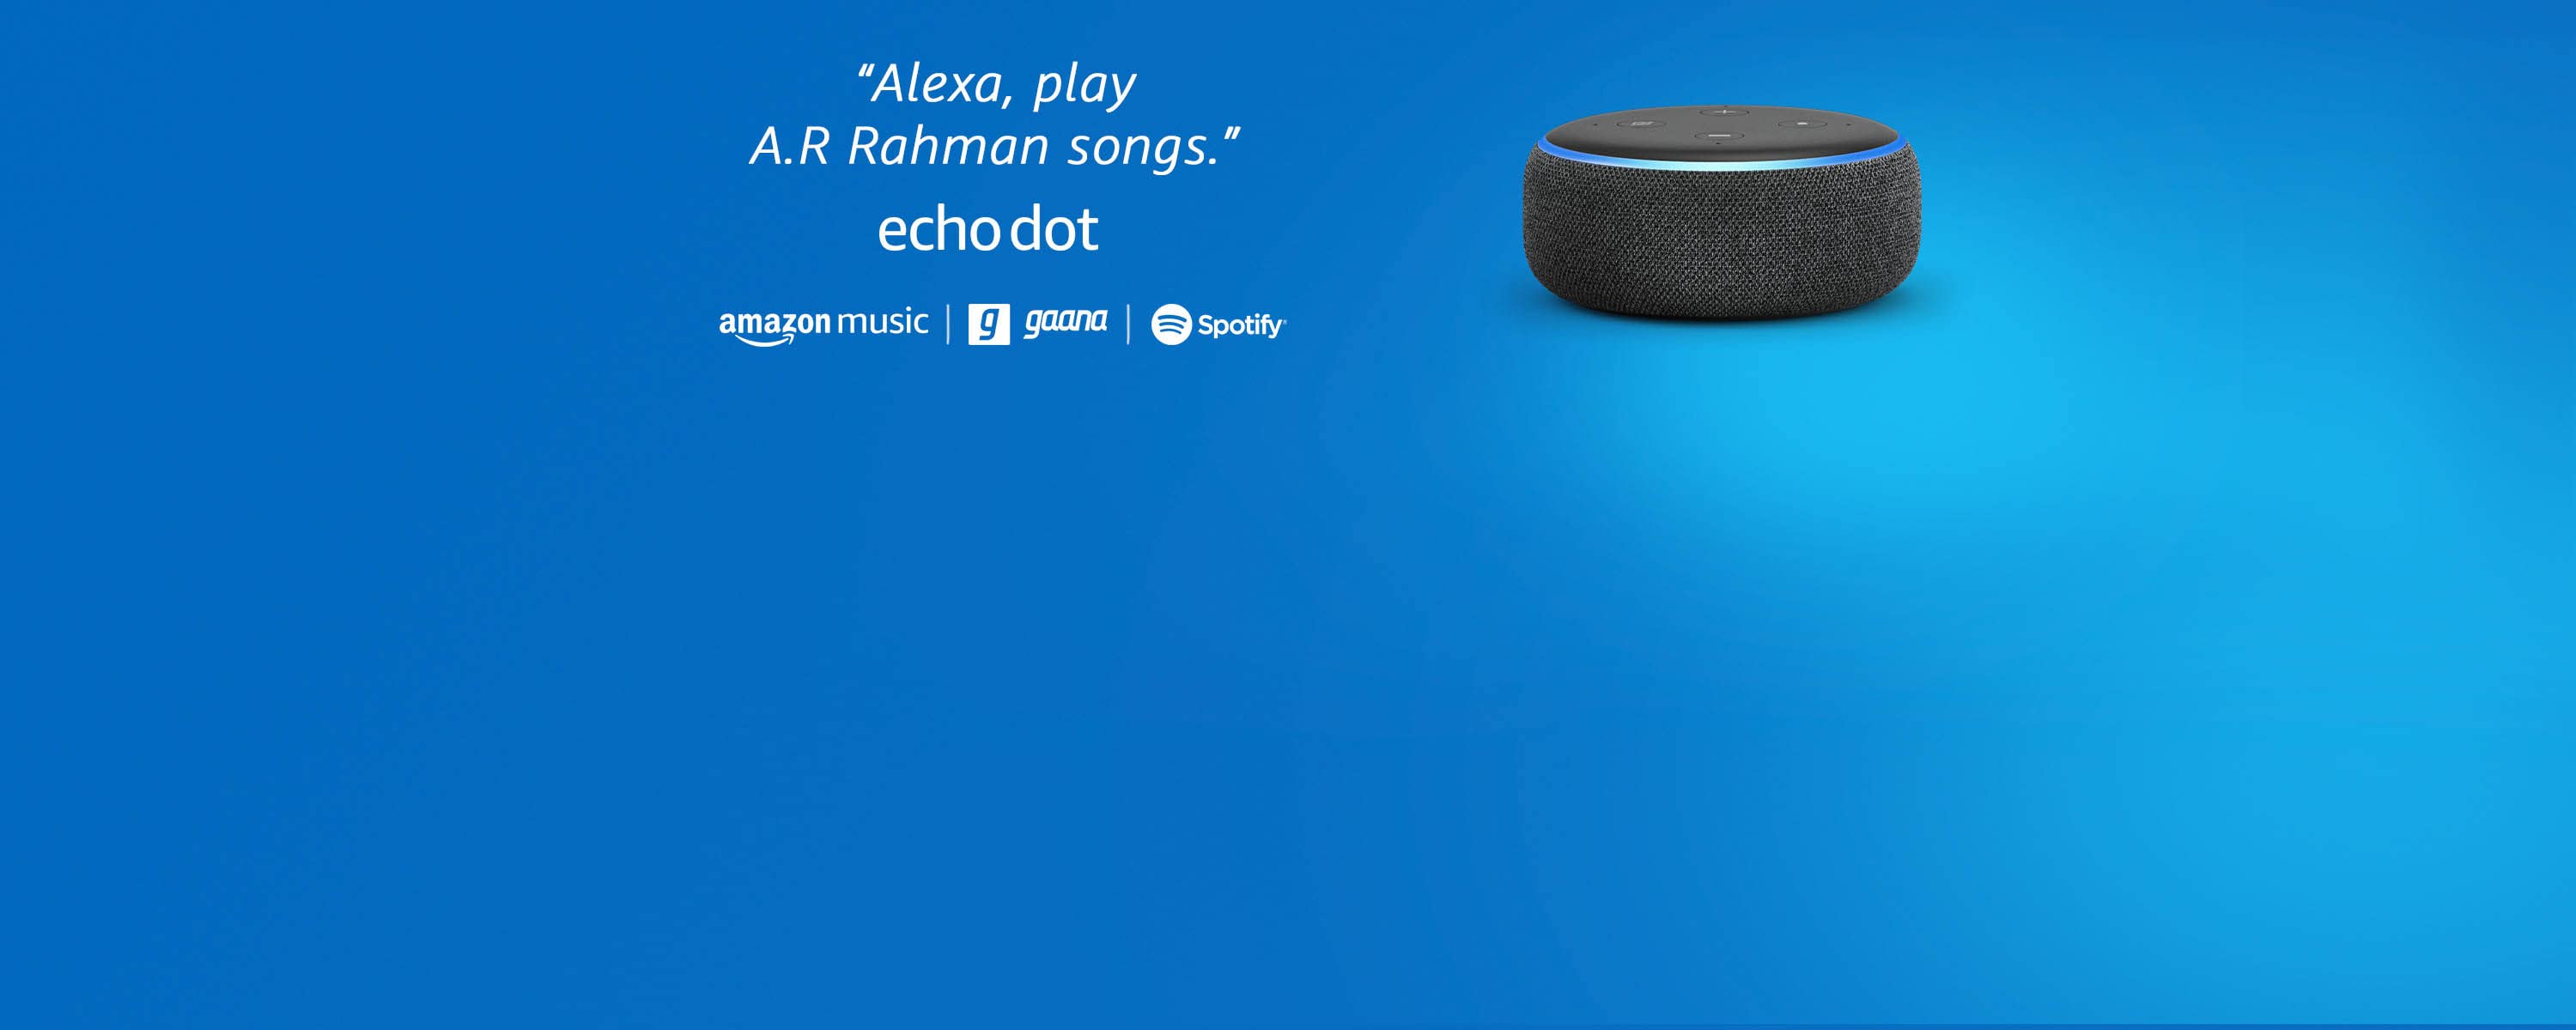 “Alexa, play
A.R Rahman songs.”
echo dot
amazon music | g gaana | Spotify